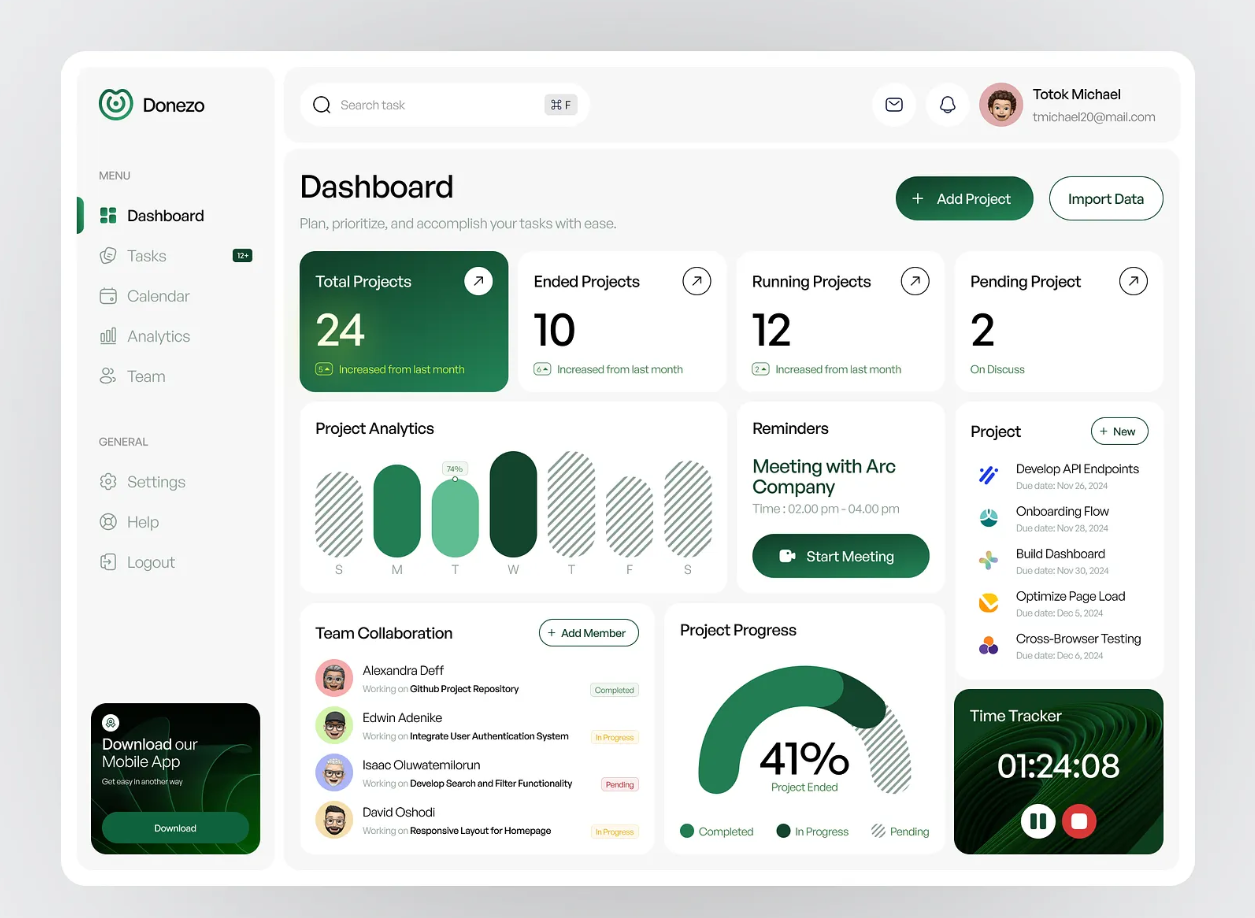 Donezo
MENU
Dashboard
Tasks
12+
Calendar
Analytics
Team
GENERAL
Settings
Help
Logout
Download our
Mobile App
Get easy in another way
Download
Search task
⌘ F
Totok Michael
tmichael20@mail.com
Dashboard
Plan, prioritize, and accomplish your tasks with ease.
+ Add Project
Import Data
Total Projects
24
5 Increased from last month
Ended Projects
10
6 Increased from last month
Running Projects
12
2 Increased from last month
Pending Project
2
On Discuss
Project Analytics
74%
S M T W T F S
Reminders
Meeting with Arc
Company
Time : 02.00 pm - 04.00 pm
Start Meeting
Project
+ New
Develop API Endpoints
Due date: Nov 26, 2024
Onboarding Flow
Due date: Nov 28, 2024
Build Dashboard
Due date: Nov 30, 2024
Optimize Page Load
Due date: Dec 5, 2024
Cross-Browser Testing
Due date: Dec 6, 2024
Team Collaboration
+ Add Member
Alexandra Deff
Working on Github Project Repository
Completed
Edwin Adenike
Working on Integrate User Authentication System
In Progress
Isaac Oluwatemilorun
Working on Develop Search and Filter Functionality
Pending
David Oshodi
Working on Responsive Layout for Homepage
In Progress
Project Progress
41%
Project Ended
Completed
In Progress
Pending
Time Tracker
01:24:08